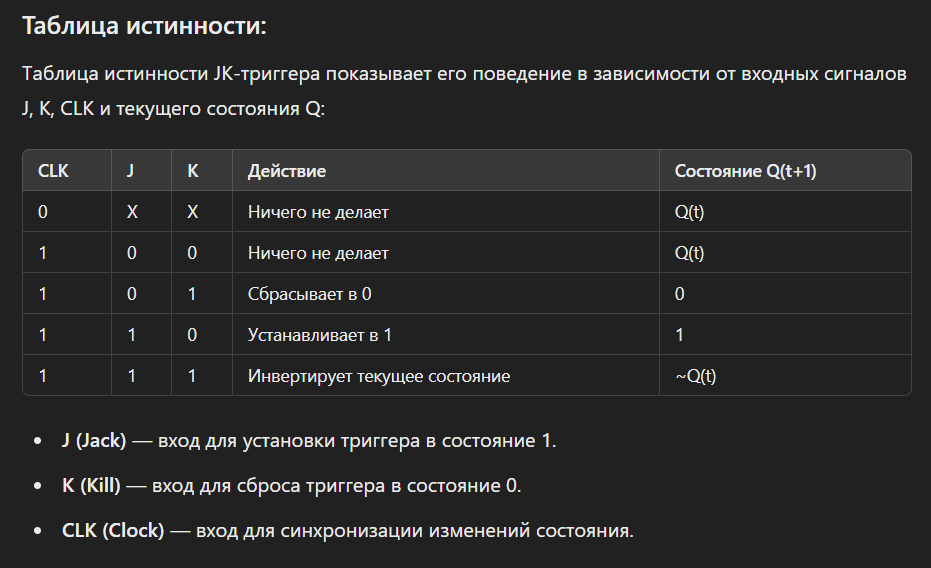 Таблица истинности:
Таблица истинности JK-триггера показывает его поведение в зависимости от входных сигналов
J, K, CLK и текущего состояния Q:
CLK J K Действие Состояние Q(t+1)
0 X X Ничего не делает Q(t)
1 0 0 Ничего не делает Q(t)
1 0 1 Сбрасывает в 0 0
1 1 0 Устанавливает в 1 1
1 1 1 Инвертирует текущее состояние ~Q(t)
• J (Jack) — вход для установки триггера в состояние 1.
• K (Kill) — вход для сброса триггера в состояние 0.
• CLK (Clock) — вход для синхронизации изменений состояния.